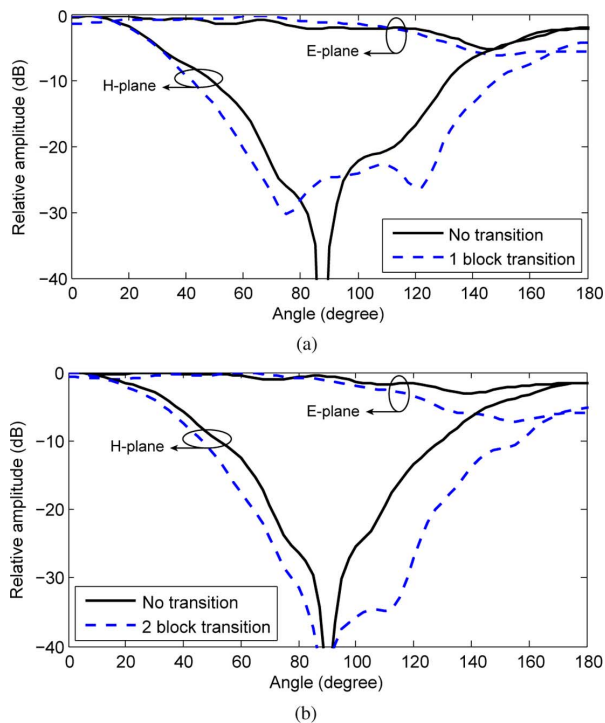 0
−10
−20
−30
−40
Relative amplitude (dB)
E-plane
H-plane
No transition
1 block transition
0 20 40 60 80 100 120 140 160 180
Angle (degree)
(a)
0
−10
−20
−30
−40
Relative amplitude (dB)
E-plane
H-plane
No transition
2 block transition
0 20 40 60 80 100 120 140 160 180
Angle (degree)
(b)